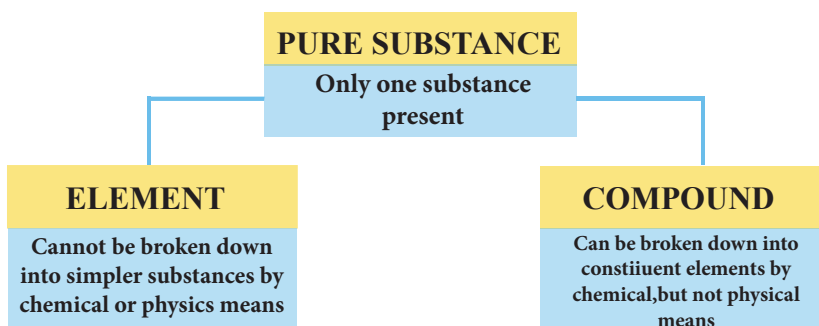 PURE SUBSTANCE
Only one substance
present
ELEMENT
Cannot be broken down
into simpler substances by
chemical or physics means
COMPOUND
Can be broken down into
constiiuent elements by
chemical,but not physical
means